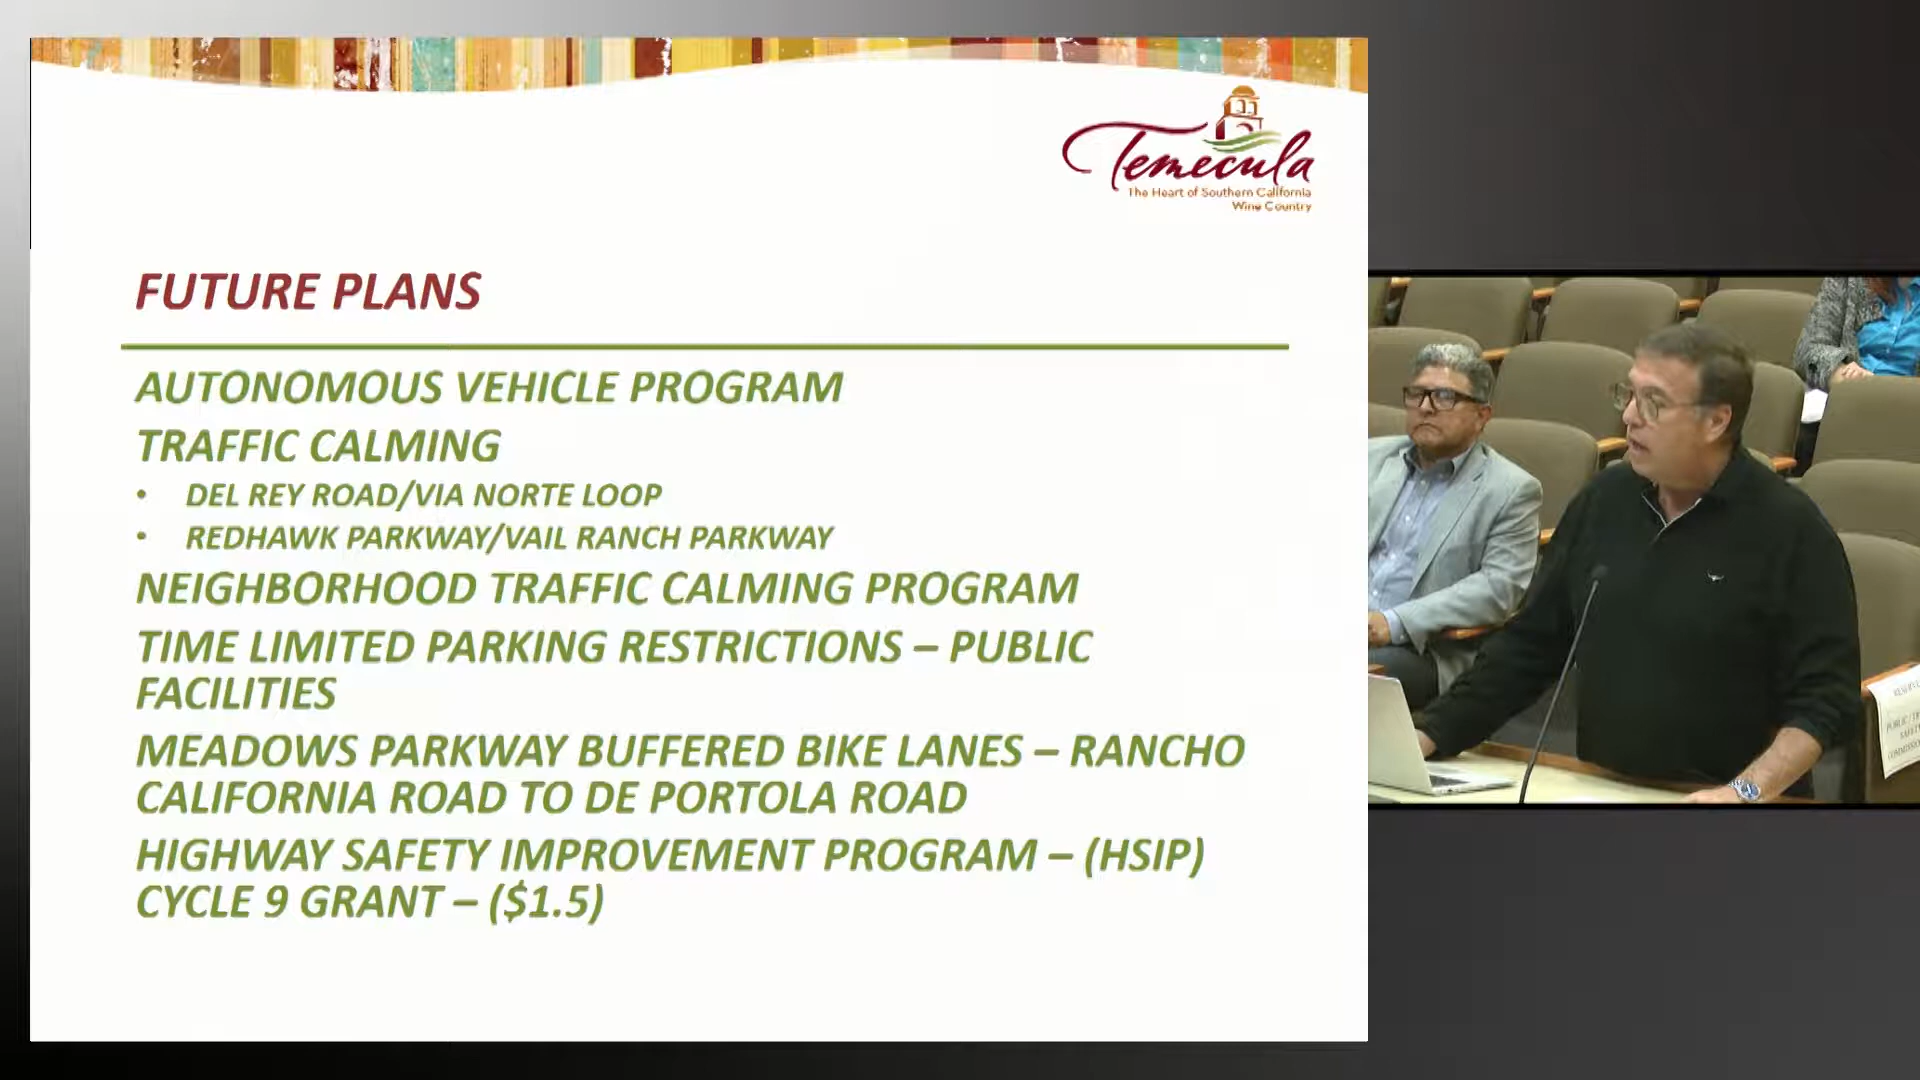 Temecula
The Heart of Southern California
Wine Country
FUTURE PLANS
AUTONOMOUS VEHICLE PROGRAM
TRAFFIC CALMING
• DEL REY ROAD/VIA NORTE LOOP
• REDHAWK PARKWAY/VAIL RANCH PARKWAY
NEIGHBORHOOD TRAFFIC CALMING PROGRAM
TIME LIMITED PARKING RESTRICTIONS – PUBLIC
FACILITIES
MEADOWS PARKWAY BUFFERED BIKE LANES – RANCHO
CALIFORNIA ROAD TO DE PORTOLA ROAD
HIGHWAY SAFETY IMPROVEMENT PROGRAM – (HSIP)
CYCLE 9 GRANT – ($1.5)